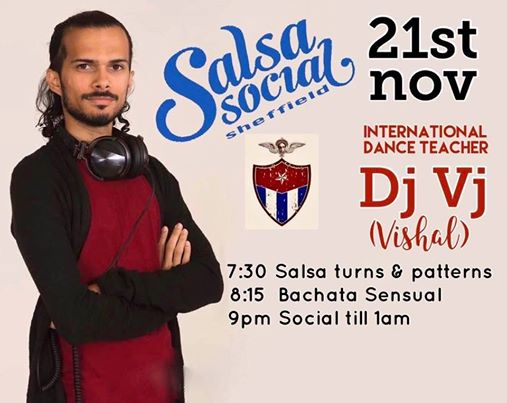 Salsa
social
sheffield
21st
nov
INTERNATIONAL
DANCE TEACHER
Dj Vj
(Vishal)
7:30 Salsa turns & patterns
8:15 Bachata Sensual
9pm Social till 1am